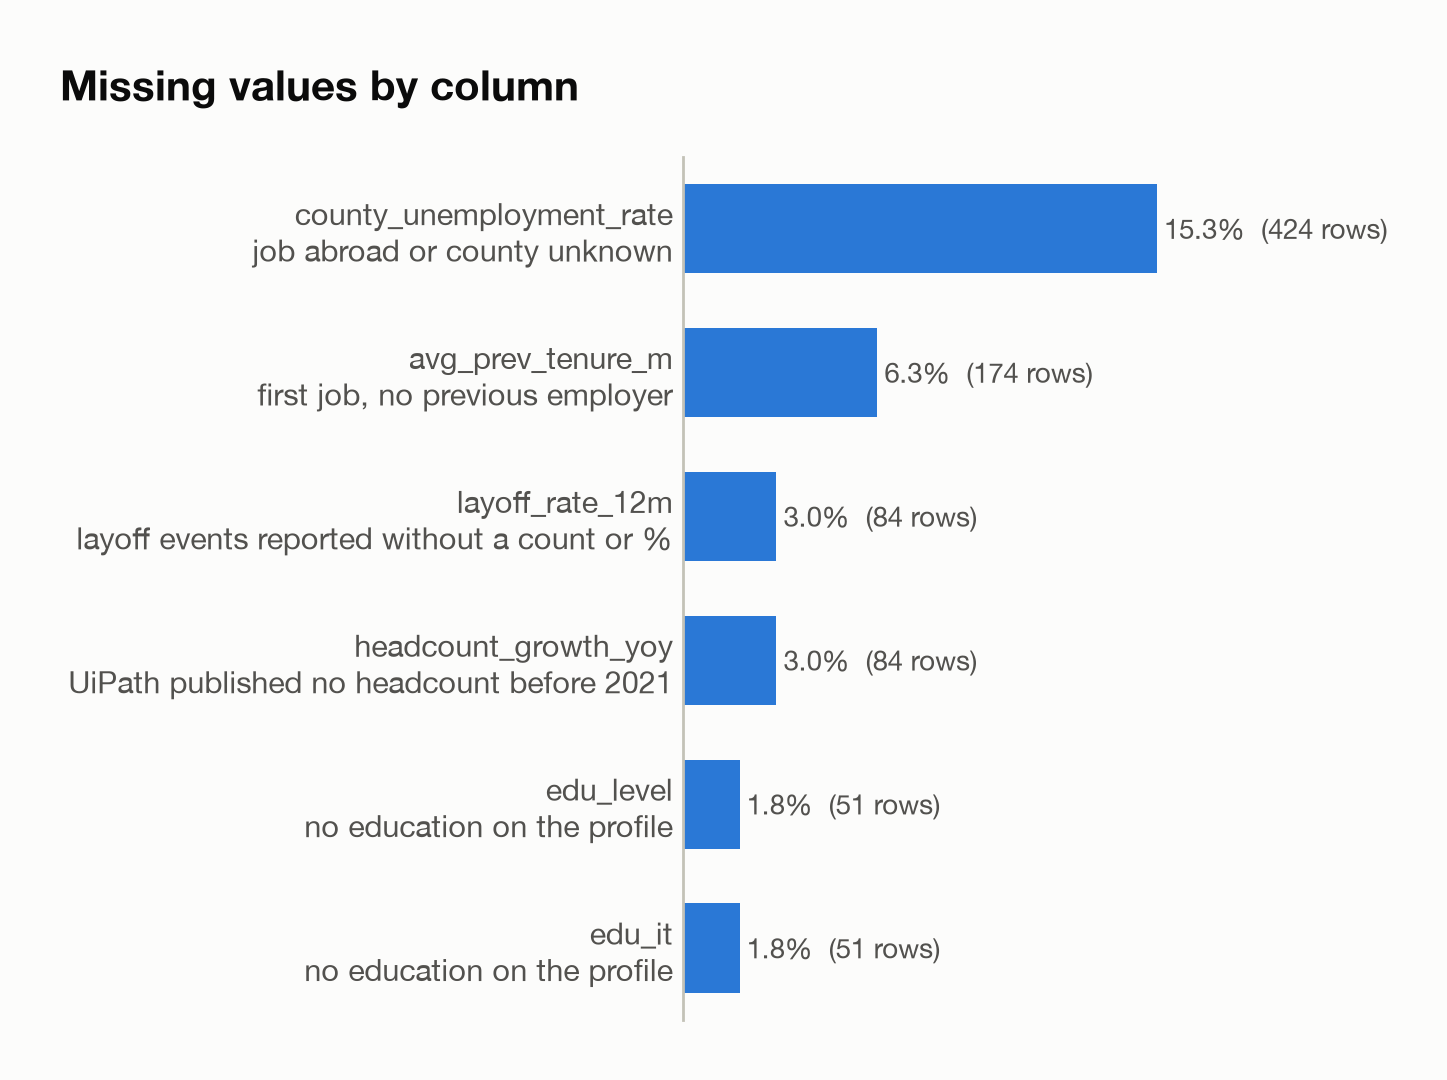 Missing values by column
county_unemployment_rate
job abroad or county unknown
15.3%  (424 rows)
avg_prev_tenure_m
first job, no previous employer
6.3%  (174 rows)
layoff_rate_12m
layoff events reported without a count or %
3.0%  (84 rows)
headcount_growth_yoy
UiPath published no headcount before 2021
3.0%  (84 rows)
edu_level
no education on the profile
1.8%  (51 rows)
edu_it
no education on the profile
1.8%  (51 rows)